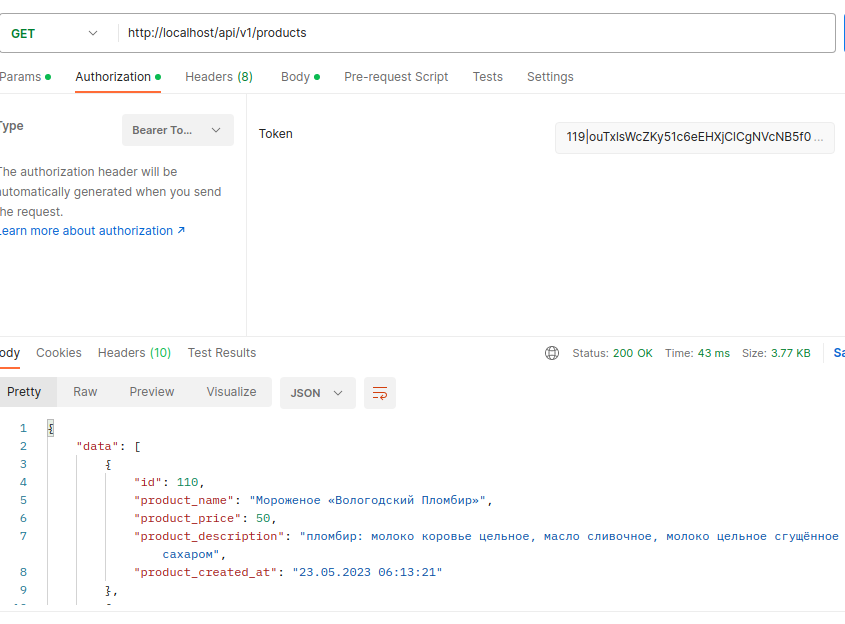 GET http://localhost/api/v1/products
Params Authorization Headers (8) Body Pre-request Script Tests Settings
Type Bearer To... Token 119|ouTxIsWcZKy51c6eEHXjClCgNVcNB5f0 ...
The authorization header will be
automatically generated when you send
the request.
Learn more about authorization ↗
Body Cookies Headers (10) Test Results Status: 200 OK Time: 43 ms Size: 3.77 KB Sa
Pretty Raw Preview Visualize JSON
1 {
2 "data": [
3 {
4 "id": 110,
5 "product_name": "Мороженое «Вологодский Пломбир»",
6 "product_price": 50,
7 "product_description": "пломбир: молоко коровье цельное, масло сливочное, молоко цельное сгущённое
сахаром",
8 "product_created_at": "23.05.2023 06:13:21"
9 },